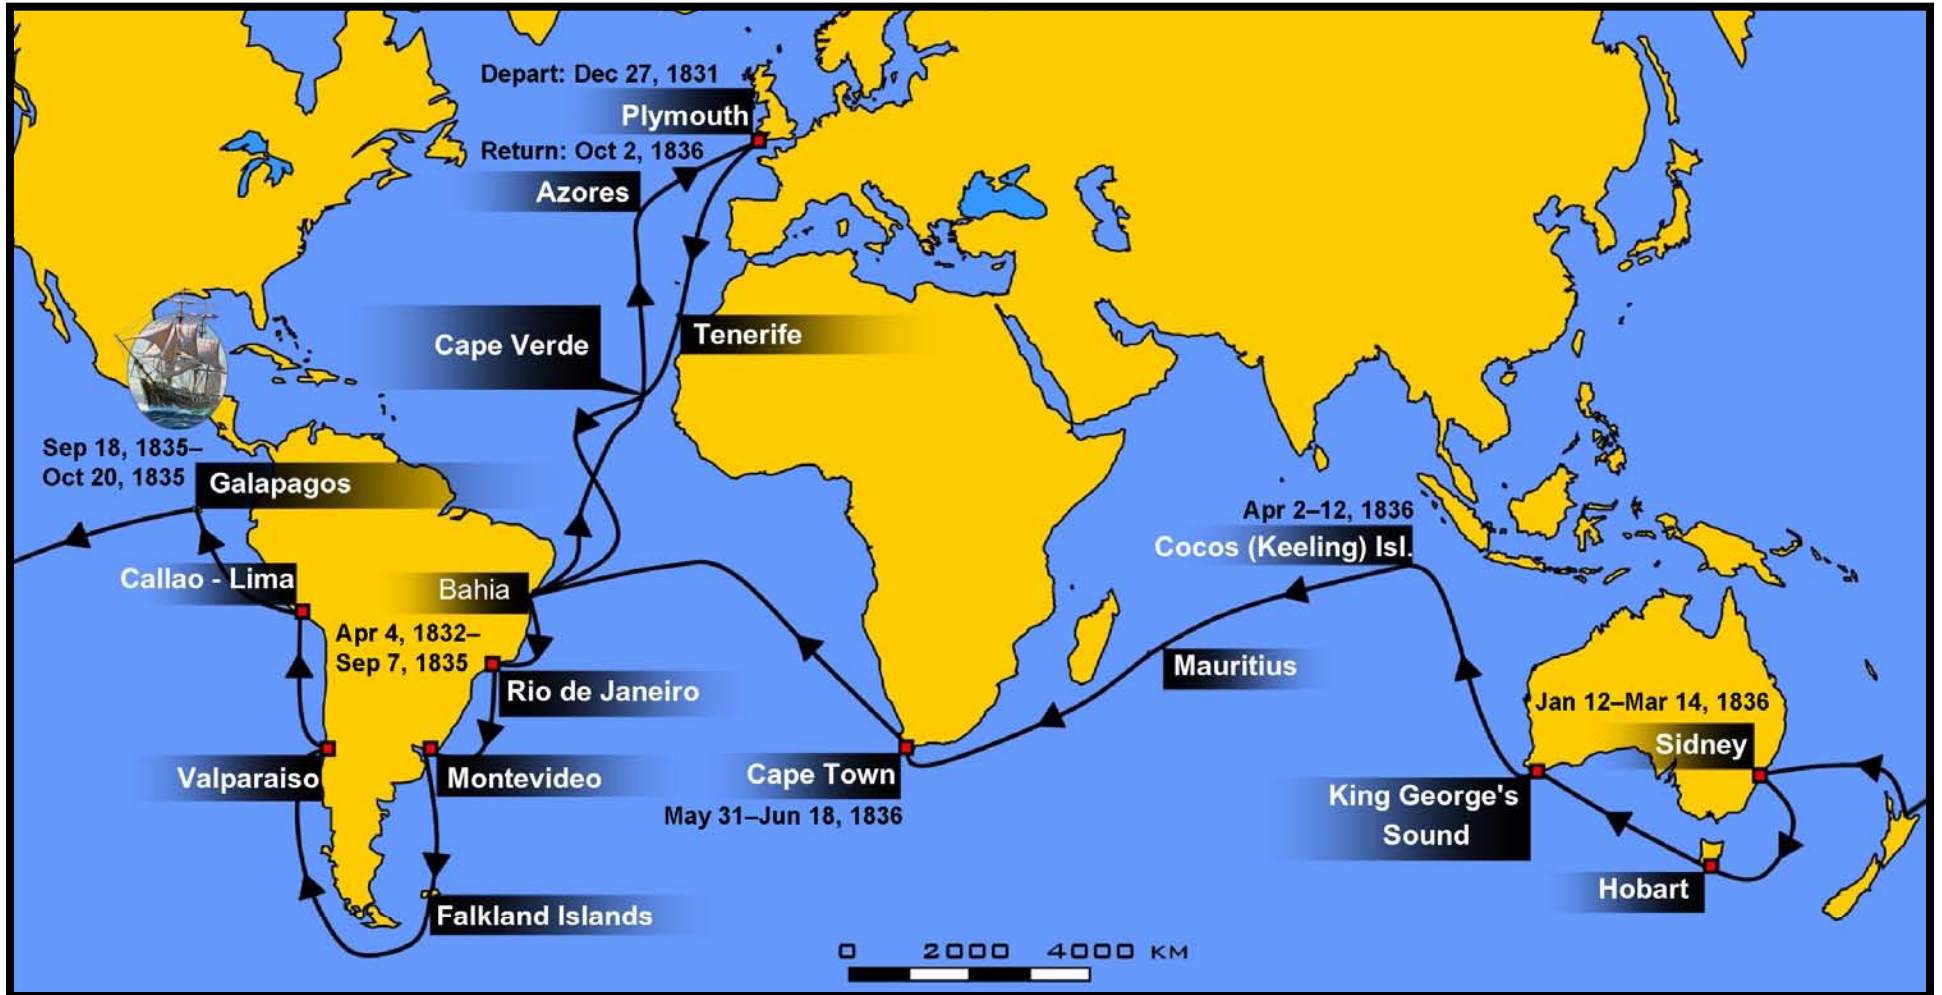 Depart: Dec 27, 1831
Plymouth
Return: Oct 2, 1836
Azores
Cape Verde
Tenerife
Sep 18, 1835–
Oct 20, 1835
Galapagos
Callao - Lima
Bahia
Apr 4, 1832–
Sep 7, 1835
Rio de Janeiro
Valparaiso
Montevideo
Falkland Islands
Cape Town
May 31–Jun 18, 1836
Apr 2–12, 1836
Cocos (Keeling) Isl.
Mauritius
Jan 12–Mar 14, 1836
Sidney
King George's
Sound
Hobart
0 2000 4000 KM